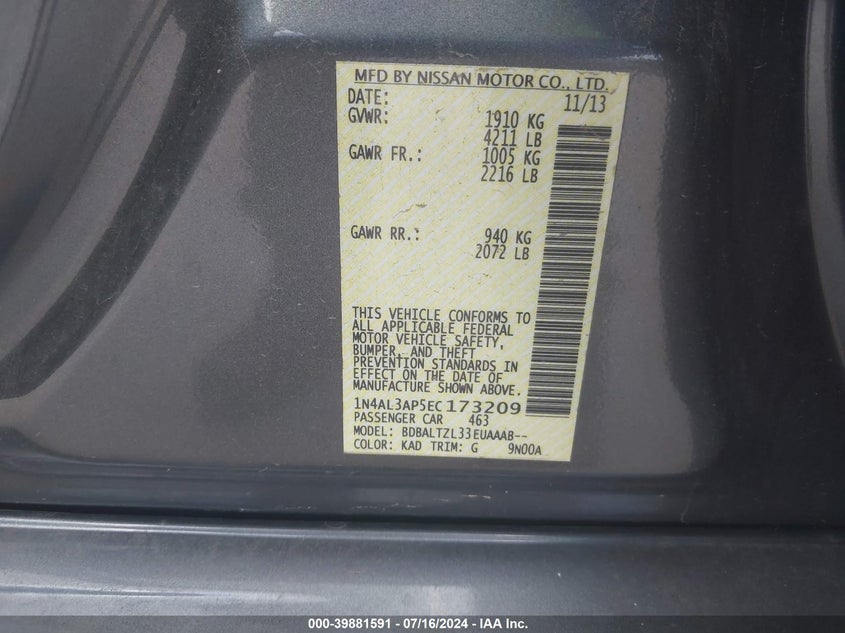 MFD BY NISSAN MOTOR CO., LTD.
DATE: 11/13
GVWR: 1910 KG
4211 LB
GAWR FR.: 1005 KG
2216 LB
GAWR RR.: 940 KG
2072 LB
THIS VEHICLE CONFORMS TO
ALL APPLICABLE FEDERAL
MOTOR VEHICLE SAFETY,
BUMPER, AND THEFT
PREVENTION STANDARDS IN
EFFECT ON THE DATE OF
MANUFACTURE SHOWN ABOVE.
1N4AL3AP5EC173209
PASSENGER CAR 463
MODEL: BDBALTZL33EUAAAB--
COLOR: KAD TRIM: G 9N00A
000-39881591 - 07/16/2024 - IAA Inc.